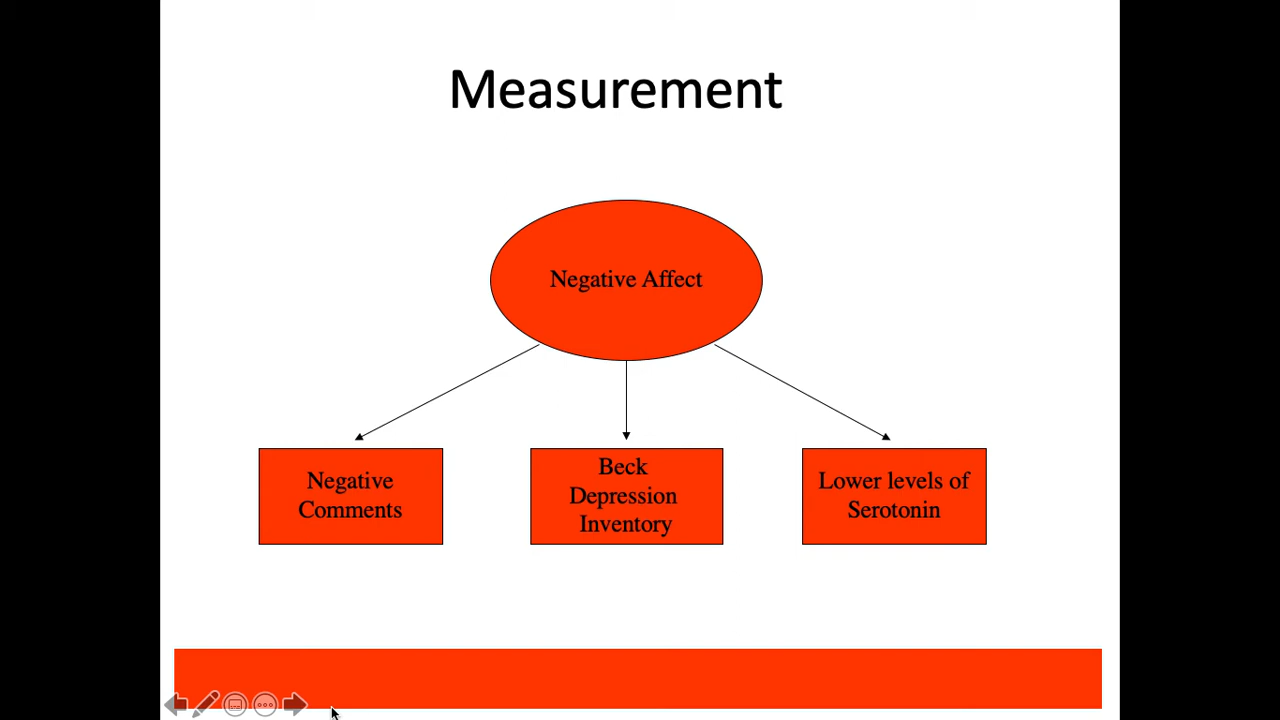 Measurement
Negative Affect
Negative
Comments
Beck
Depression
Inventory
Lower levels of
Serotonin